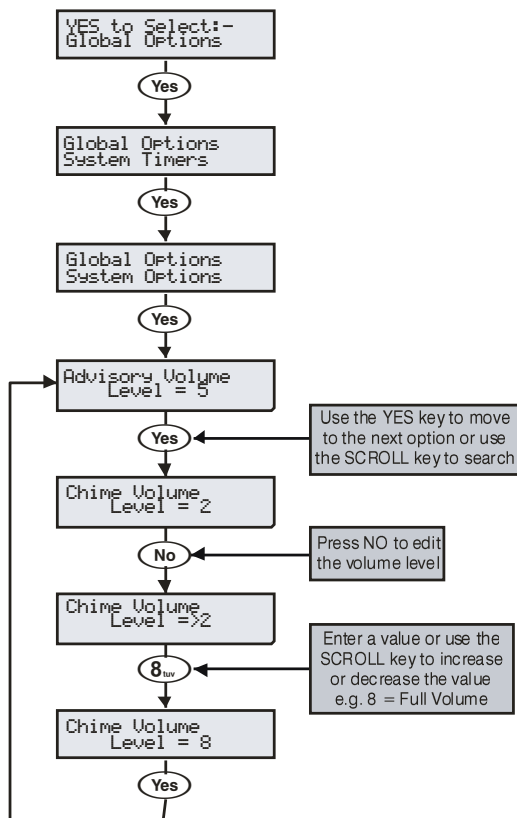 YES to Select:-
Global Options
Yes
Global Options
System Timers
Yes
Global Options
System Options
Yes
Advisory Volume
Level = 5
Yes
Use the YES key to move
to the next option or use
the SCROLL key to search
Chime Volume
Level = 2
No
Press NO to edit
the volume level
Chime Volume
Level =>2
8tuv
Enter a value or use the
SCROLL key to increase
or decrease the value
e.g. 8 = Full Volume
Chime Volume
Level = 8
Yes